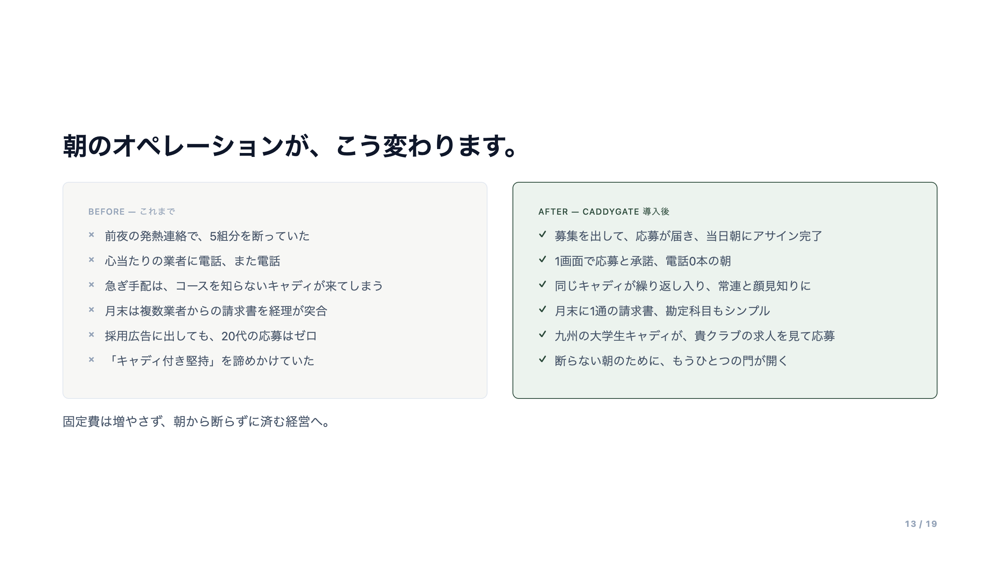 朝のオペレーションが、こう変わります。
BEFORE — これまで
× 前夜の発熱連絡で、5組分を断っていた
× 心当たりの業者に電話、また電話
× 急ぎ手配は、コースを知らないキャディが来てしまう
× 月末は複数業者からの請求書を経理が突合
× 採用広告に出しても、20代の応募はゼロ
× 「キャディ付き堅持」を諦めかけていた
AFTER — CADDYGATE 導入後
✓ 募集を出して、応募が届き、当日朝にアサイン完了
✓ 1画面で応募と承諾、電話0本の朝
✓ 同じキャディが繰り返し入り、常連と顔見知りに
✓ 月末に1通の請求書、勘定科目もシンプル
✓ 九州の大学生キャディが、貴クラブの求人を見て応募
✓ 断らない朝のために、もうひとつの門が開く
固定費は増やさず、朝から断らずに済む経営へ。
13 / 19